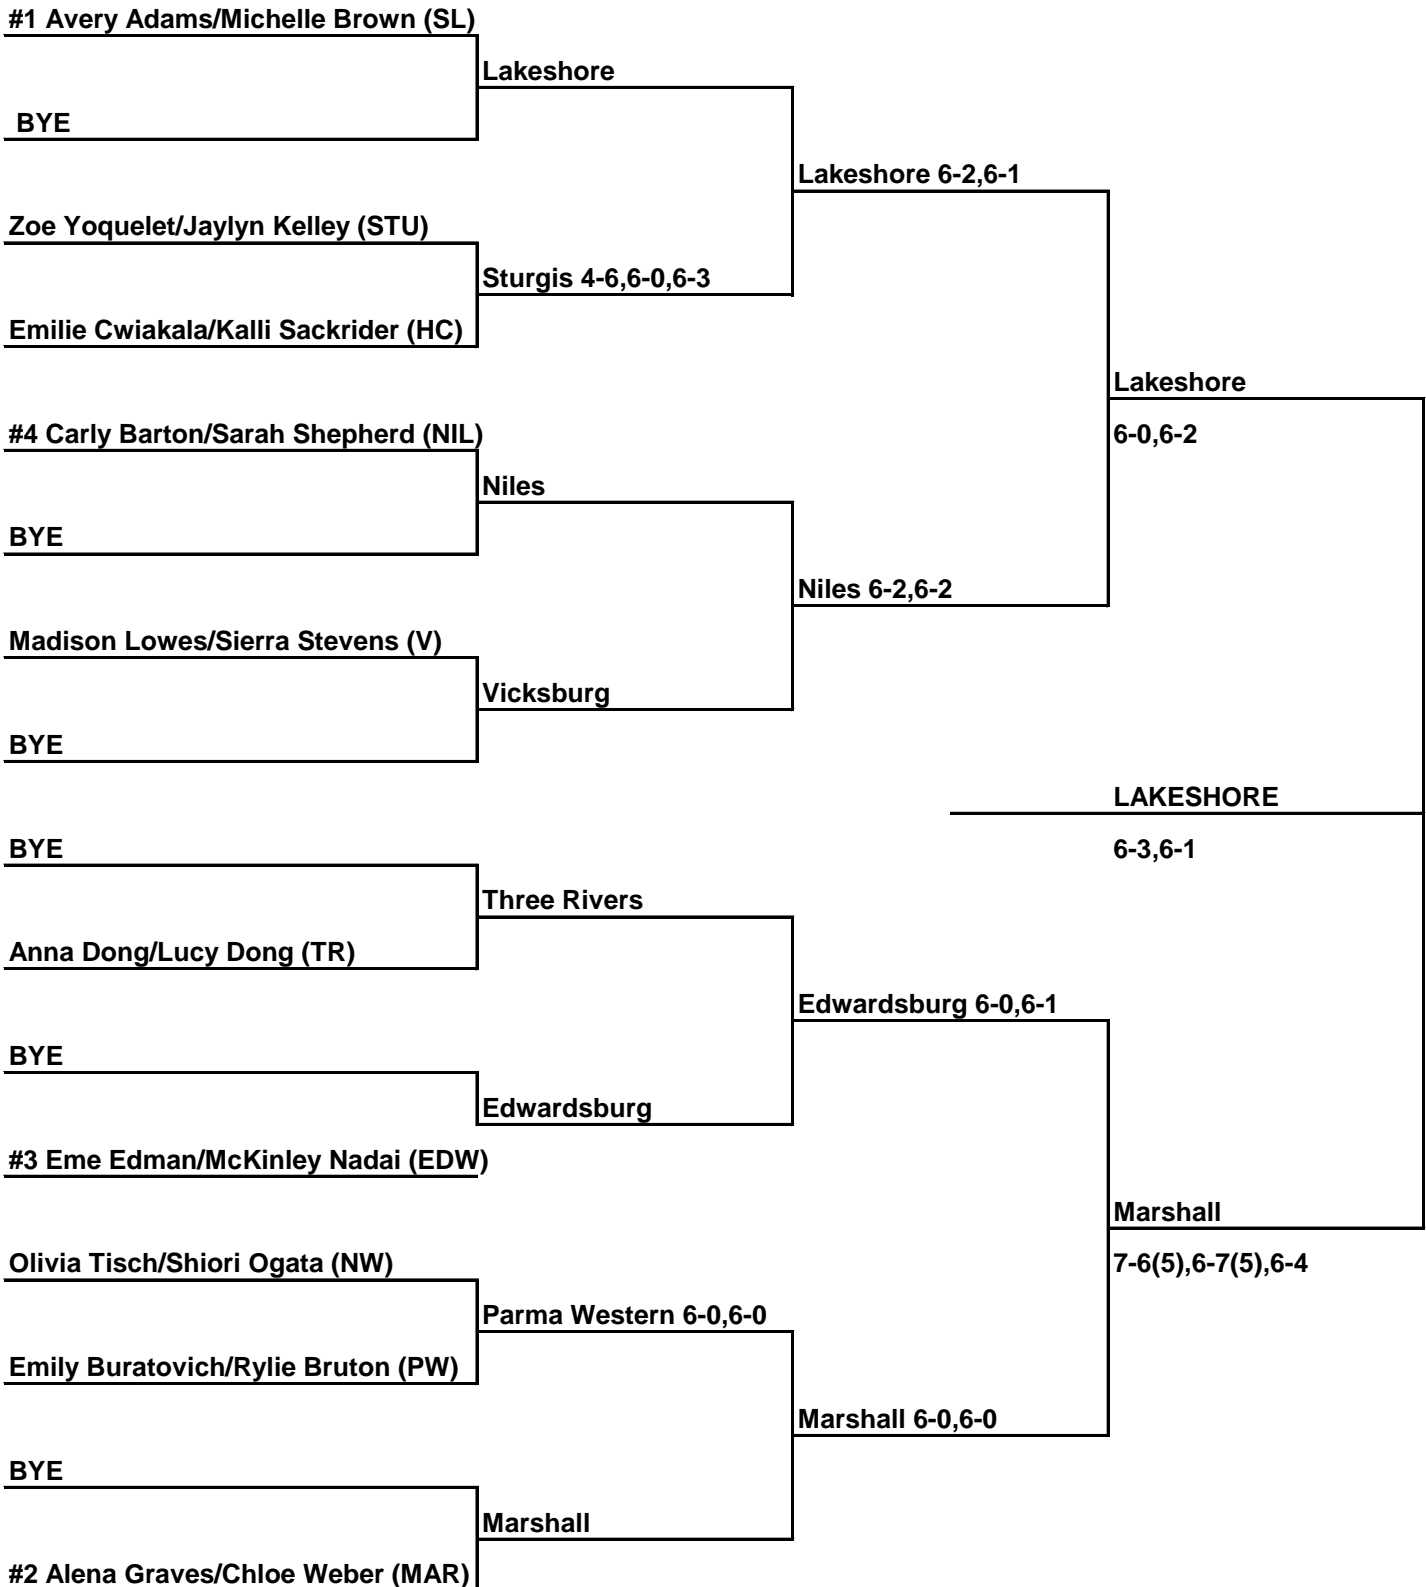 #1 Avery Adams/Michelle Brown (SL)
Lakeshore
BYE
Lakeshore 6-2,6-1
Zoe Yoquelet/Jaylyn Kelley (STU)
Sturgis 4-6,6-0,6-3
Emilie Cwiakala/Kalli Sackrider (HC)
Lakeshore
#4 Carly Barton/Sarah Shepherd (NIL)
6-0,6-2
Niles
BYE
Niles 6-2,6-2
Madison Lowes/Sierra Stevens (V)
Vicksburg
BYE
LAKESHORE
BYE
6-3,6-1
Three Rivers
Anna Dong/Lucy Dong (TR)
Edwardsburg 6-0,6-1
BYE
Edwardsburg
#3 Eme Edman/McKinley Nadai (EDW)
Marshall
Olivia Tisch/Shiori Ogata (NW)
7-6(5),6-7(5),6-4
Parma Western 6-0,6-0
Emily Buratovich/Rylie Bruton (PW)
Marshall 6-0,6-0
BYE
Marshall
#2 Alena Graves/Chloe Weber (MAR)